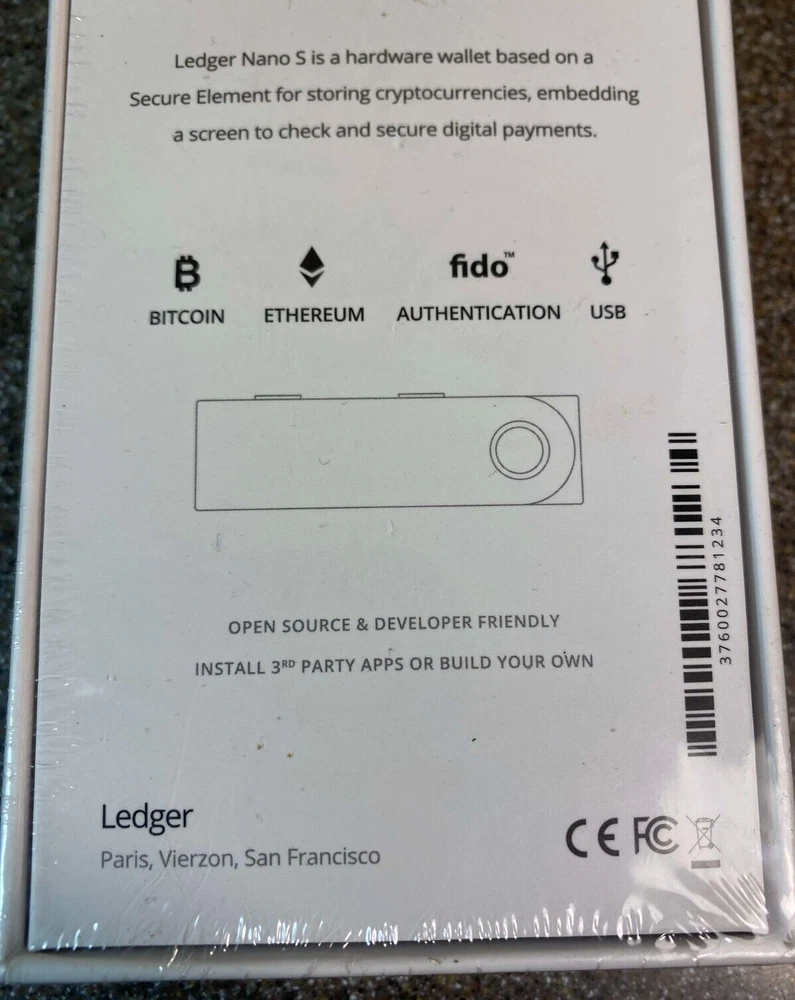 Ledger Nano S is a hardware wallet based on a
Secure Element for storing cryptocurrencies, embedding
a screen to check and secure digital payments.
fido™
BITCOIN ETHEREUM AUTHENTICATION USB
3760027781234
OPEN SOURCE & DEVELOPER FRIENDLY
INSTALL 3RD PARTY APPS OR BUILD YOUR OWN
Ledger
Paris, Vierzon, San Francisco
CE FC